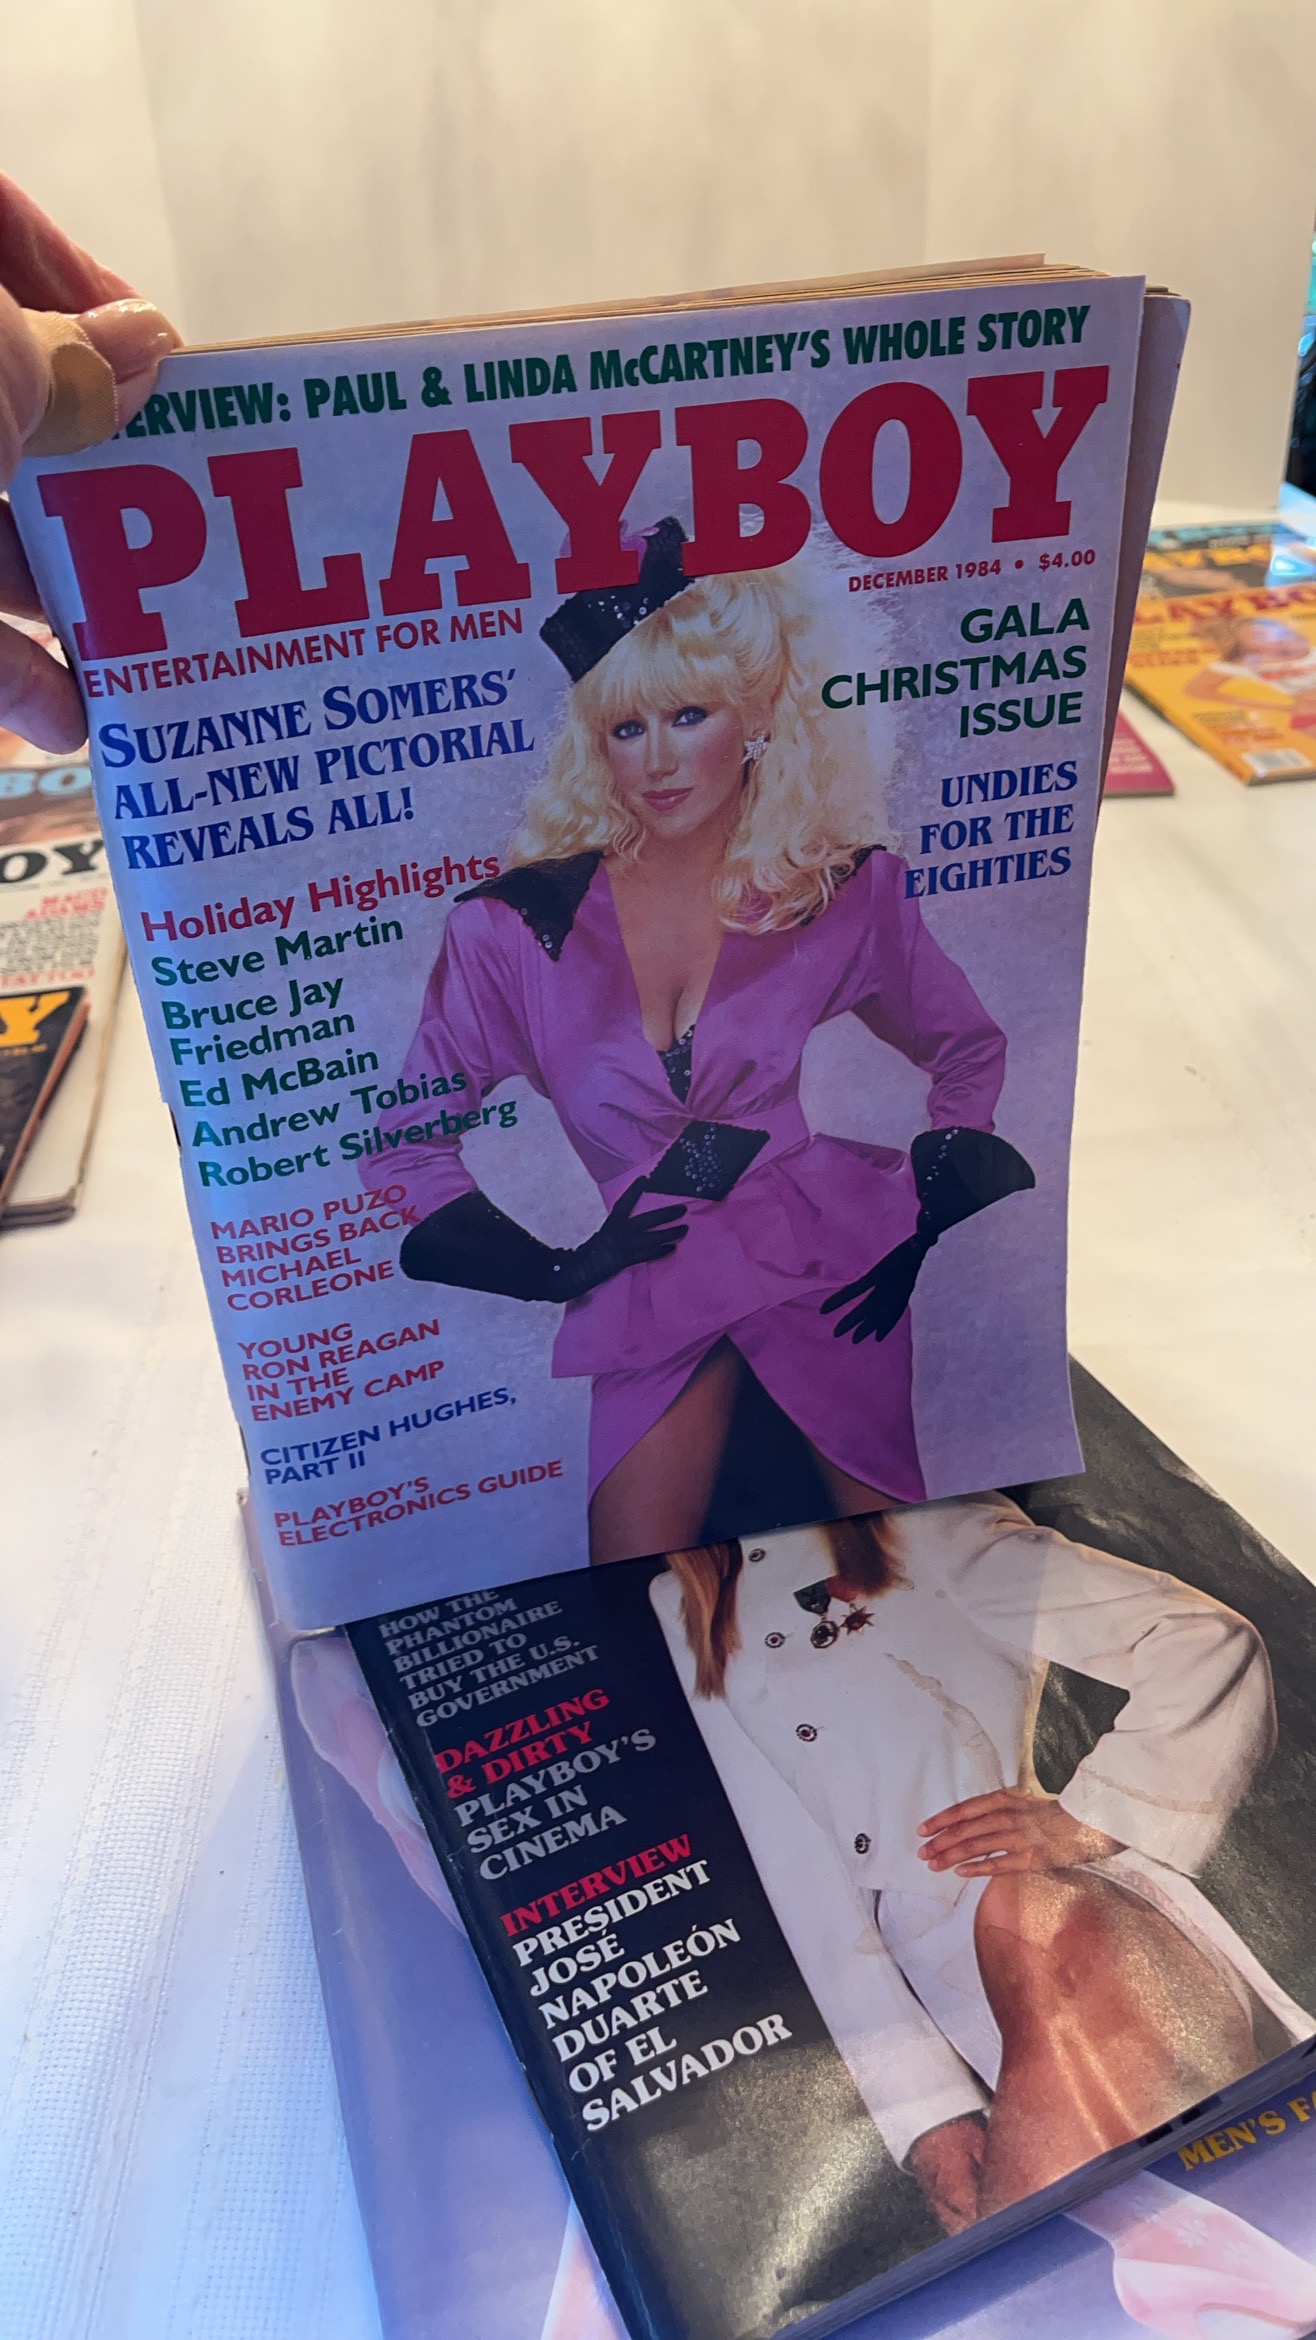 ERVIEW: PAUL & LINDA McCARTNEY'S WHOLE STORY
PLAYBOY
DECEMBER 1984 • $4.00
ENTERTAINMENT FOR MEN
SUZANNE SOMERS'
ALL-NEW PICTORIAL
REVEALS ALL!
GALA
CHRISTMAS
ISSUE
UNDIES
FOR THE
EIGHTIES
Holiday Highlights
Steve Martin
Bruce Jay
Friedman
Ed McBain
Andrew Tobias
Robert Silverberg
MARIO PUZO
BRINGS BACK
MICHAEL
CORLEONE
YOUNG
RON REAGAN
IN THE
ENEMY CAMP
CITIZEN HUGHES,
PART II
PLAYBOY'S
ELECTRONICS GUIDE
HOW THE
PHANTOM
BILLIONAIRE
TRIED TO
BUY THE U.S.
GOVERNMENT
DAZZLING
& DIRTY
PLAYBOY'S
SEX IN
CINEMA
INTERVIEW
PRESIDENT
JOSÉ
NAPOLEÓN
DUARTE
OF EL
SALVADOR
MEN'S FA
BO
OY
Y